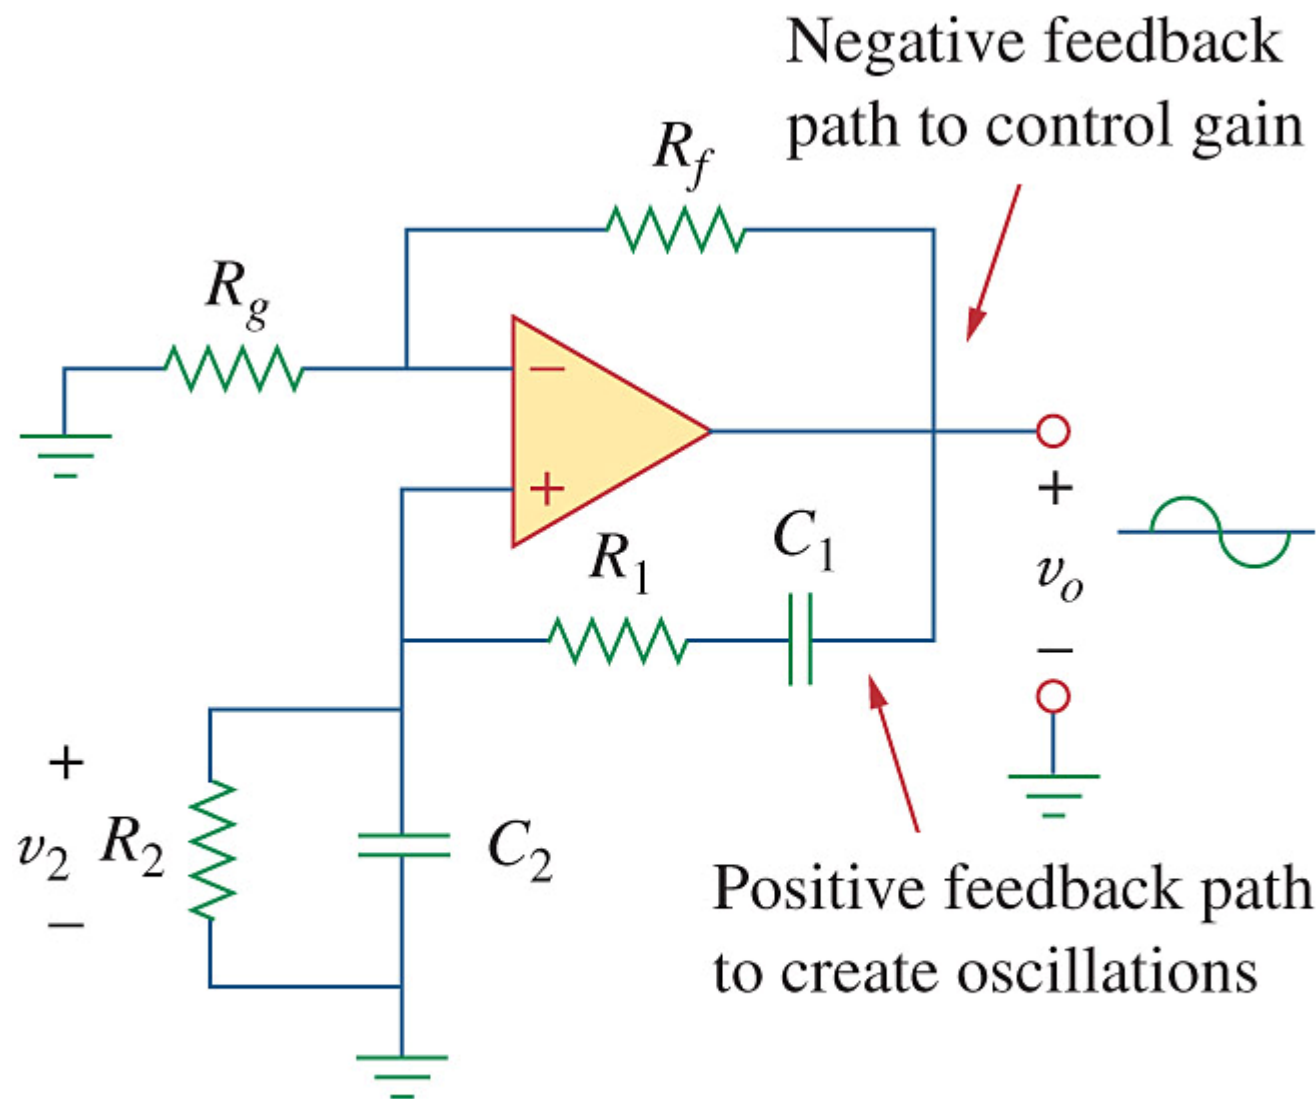 Negative feedback
path to control gain
R_f
R_g
−
+
R_1
C_1
+
v_o
−
+
v_2
−
R_2
C_2
Positive feedback path
to create oscillations